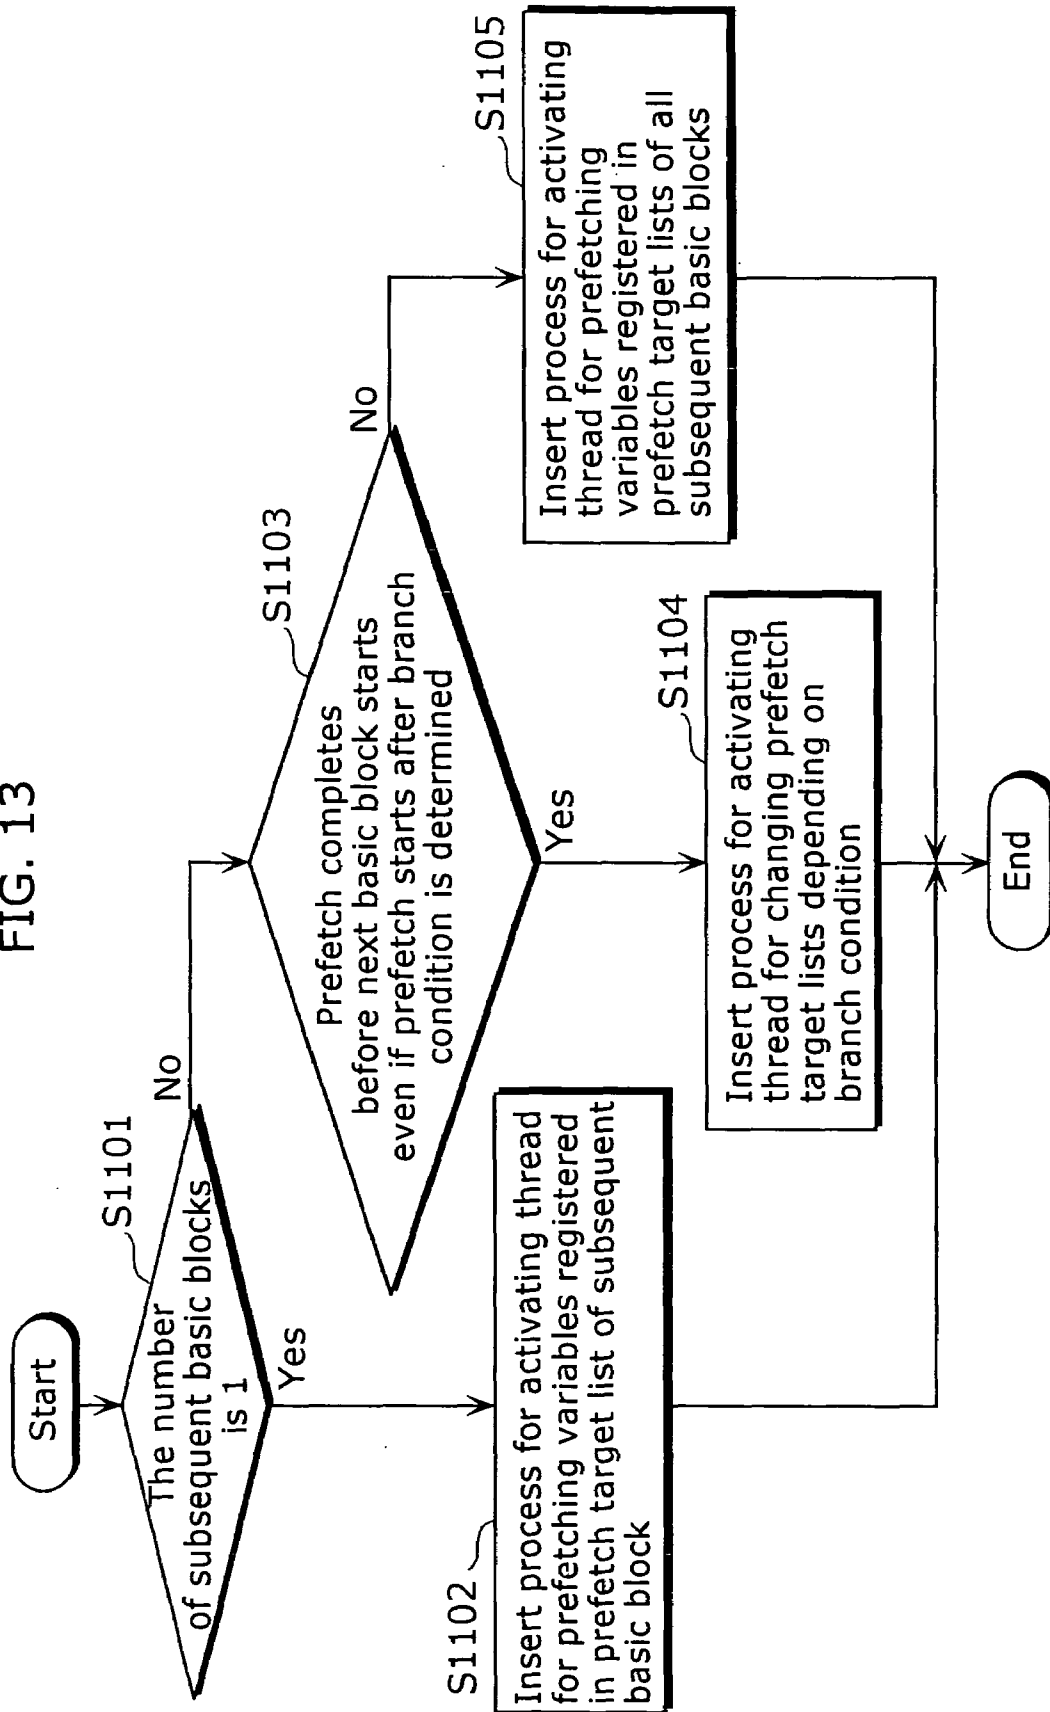 FIG. 13
Start
S1101
The number
of subsequent basic blocks
is 1
No
Yes
S1103
Prefetch completes
before next basic block starts
even if prefetch starts after branch
condition is determined
No
Yes
S1102
Insert process for activating thread
for prefetching variables registered
in prefetch target list of subsequent
basic block
S1104
Insert process for activating
thread for changing prefetch
target lists depending on
branch condition
S1105
Insert process for activating
thread for prefetching
variables registered in
prefetch target lists of all
subsequent basic blocks
End